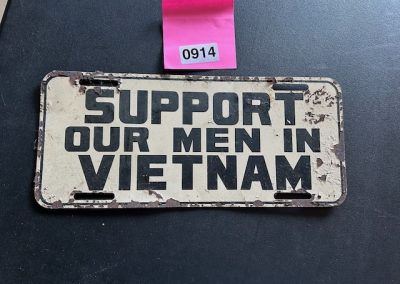 0914
SUPPORT
OUR MEN IN
VIETNAM